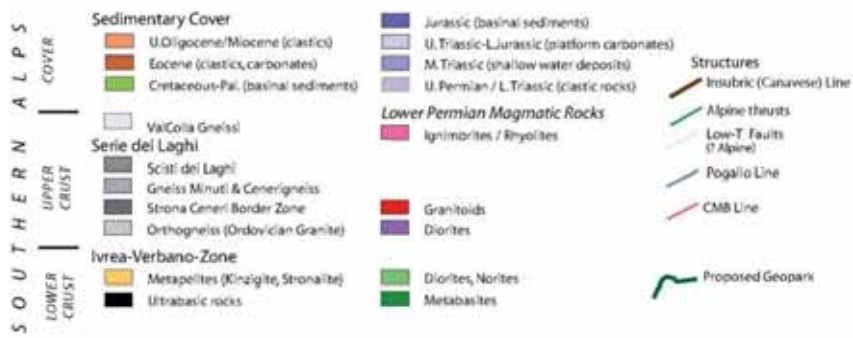 SOUTHERN ALPS
COVER
UPPER CRUST
LOWER CRUST
Sedimentary Cover
U.Oligocene/Miocene (clastics)
Eocene (clastics, carbonates)
Cretaceous-Pal. (basinal sediments)
ValColla Gneissi
Serie dei Laghi
Scisti dei Laghi
Gneiss Minuti & Cenerigneiss
Strona Ceneri Border Zone
Orthogneiss (Ordovician Granite)
Ivrea-Verbano-Zone
Metapelites (Kinzigite, Stronalite)
Ultrabasic rocks
Jurassic (basinal sediments)
U.Triassic-L.Jurassic (platform carbonates)
M.Triassic (shallow water deposits)
U.Permian / L.Triassic (clastic rocks)
Lower Permian Magmatic Rocks
Ignimbrites / Rhyolites
Granitoids
Diorites
Diorites, Norites
Metabasites
Structures
Insubric (Canavese) Line
Alpine thrusts
Low-T Faults
(? Alpine)
Pogallo Line
CMB Line
Proposed Geopark